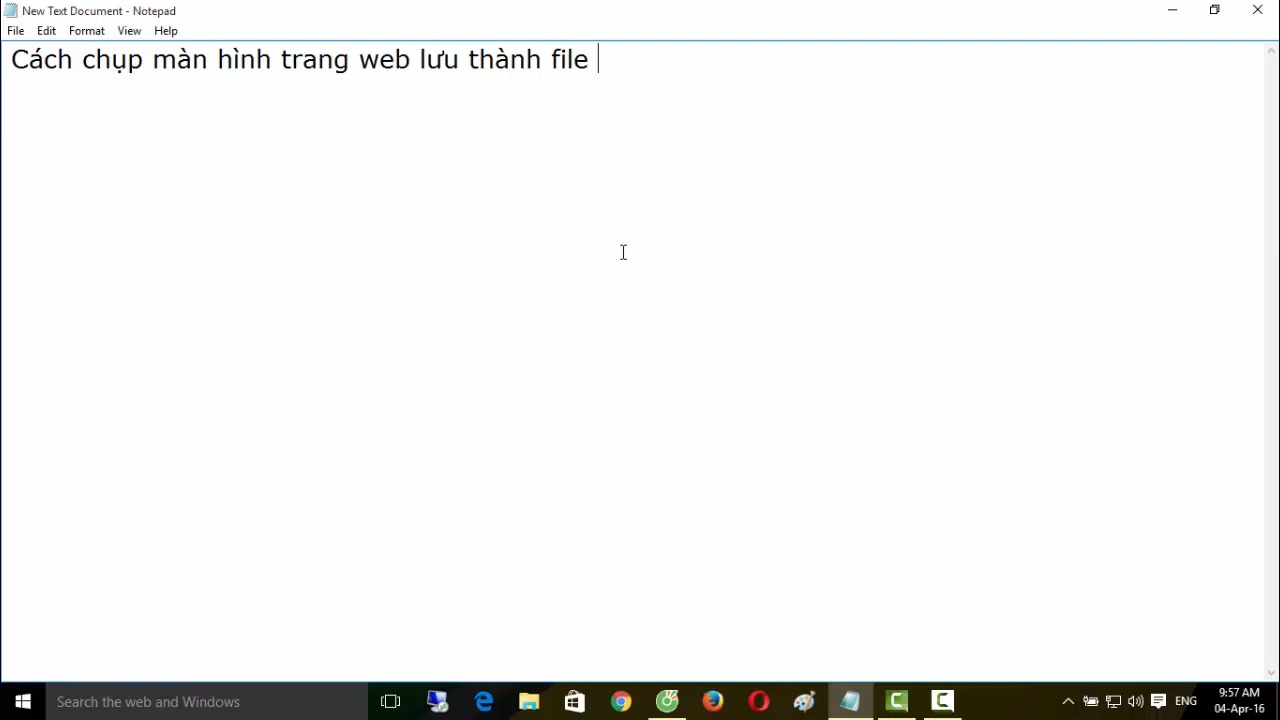 New Text Document - Notepad
File Edit Format View Help
Cách chụp màn hình trang web lưu thành file
Search the web and Windows
ENG
9:57 AM
04-Apr-16